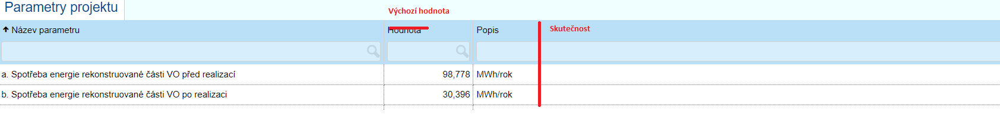 Parametry projektu
Výchozí hodnota
Název parametru Hodnota Popis Skutečnost
a. Spotřeba energie rekonstruované části VO před realizací 98,778 MWh/rok
b. Spotřeba energie rekonstruované části VO po realizaci 30,396 MWh/rok